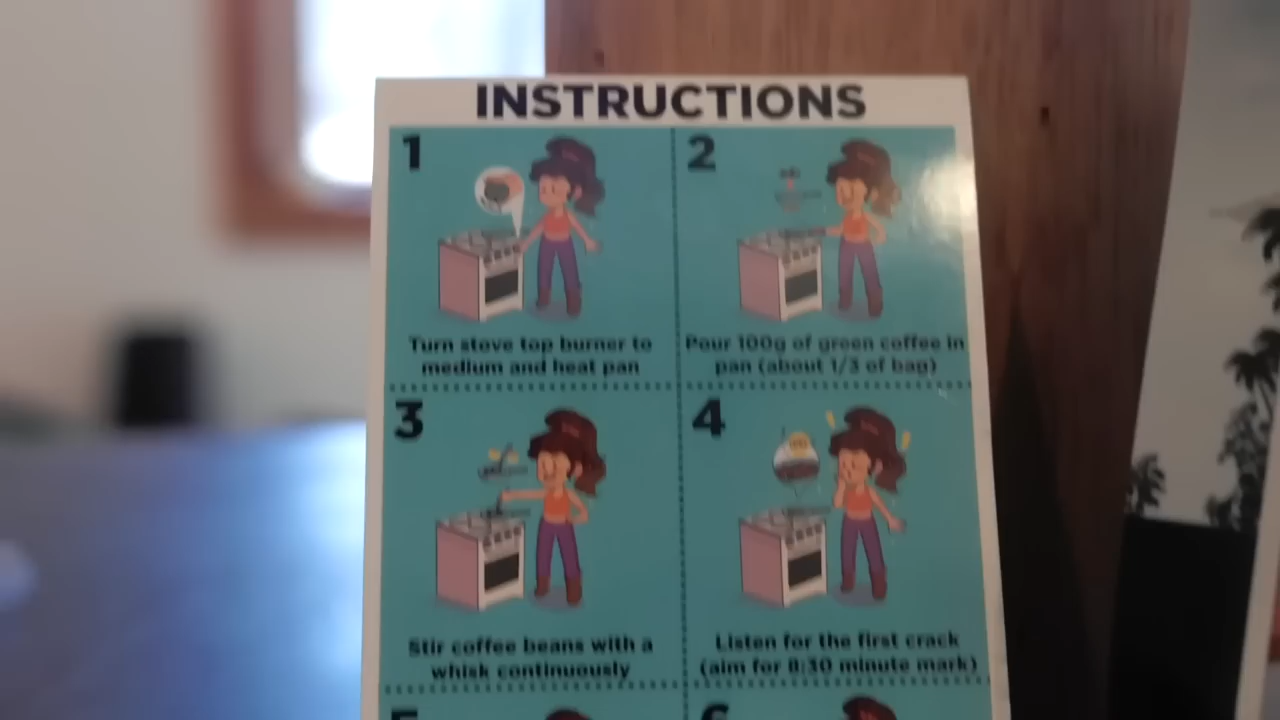 INSTRUCTIONS
1
Turn stove top burner to
medium and heat pan
2
Pour 100g of green coffee in
pan (about 1/3 of bag)
3
Stir coffee beans with a
whisk continuously
4
Listen for the first crack
(aim for 8:30 minute mark)
5
6